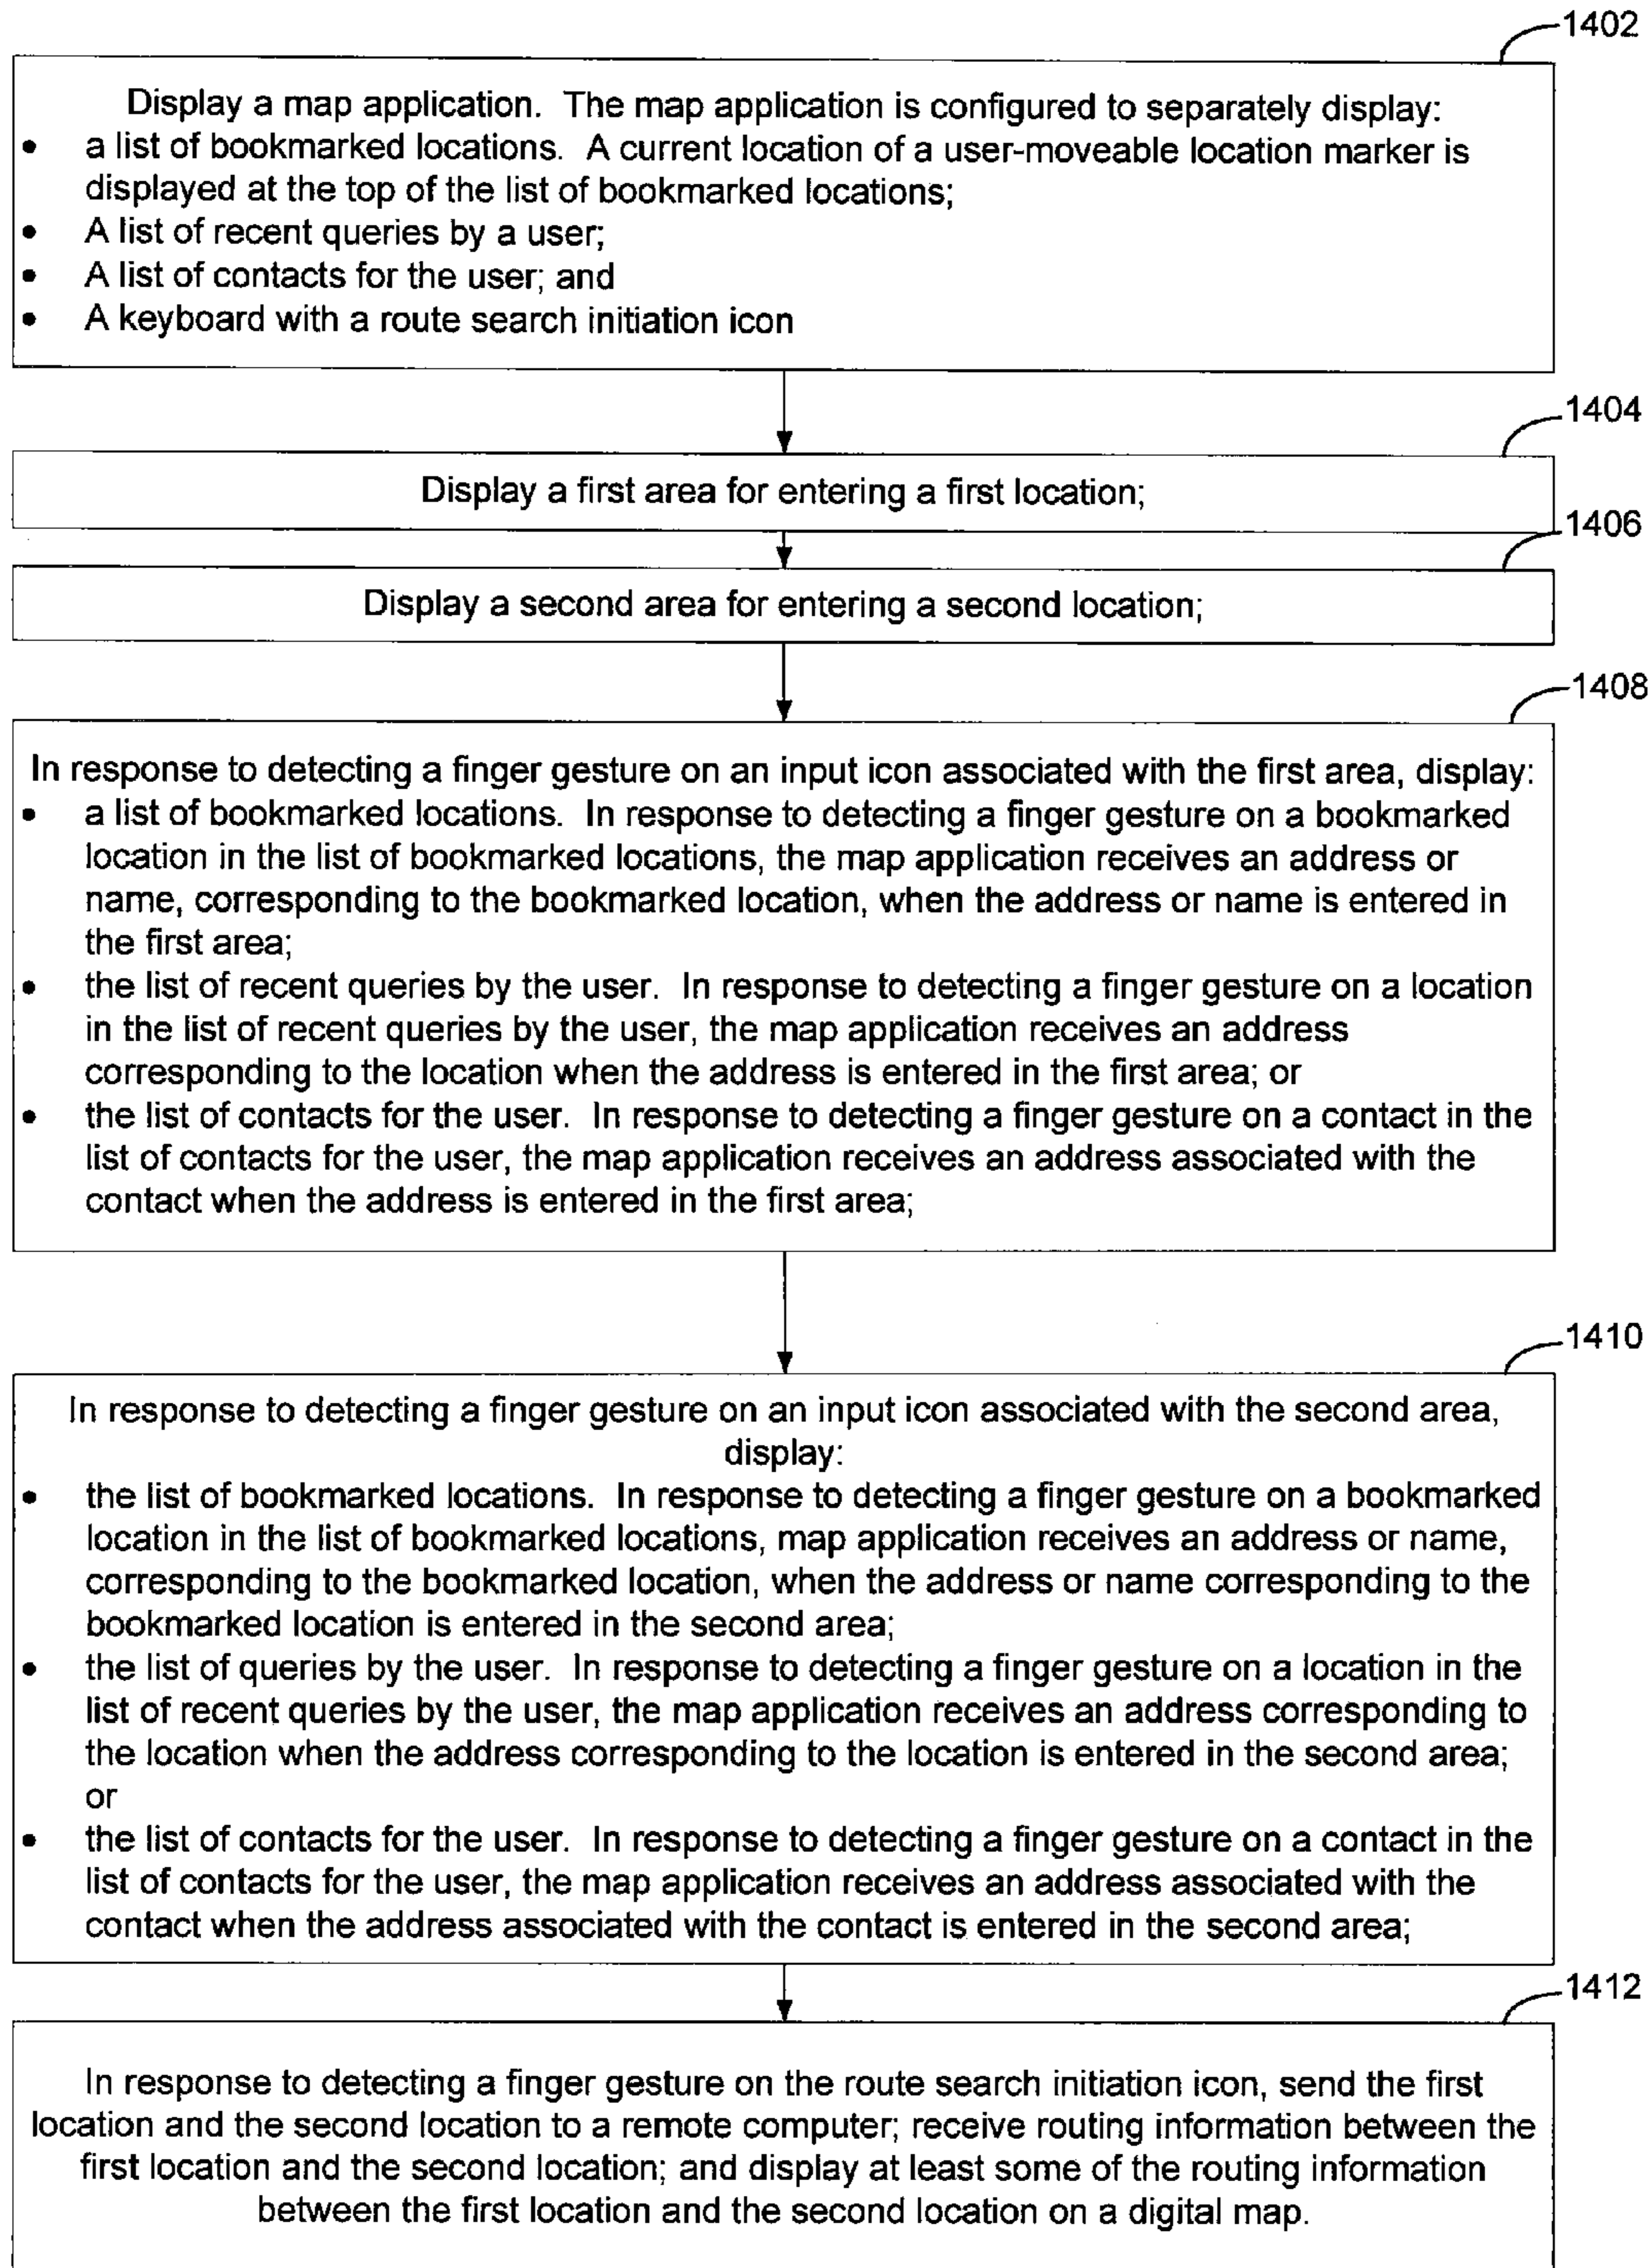 1402
Display a map application. The map application is configured to separately display:
• a list of bookmarked locations. A current location of a user-moveable location marker is
displayed at the top of the list of bookmarked locations;
• A list of recent queries by a user;
• A list of contacts for the user; and
• A keyboard with a route search initiation icon
1404
Display a first area for entering a first location;
1406
Display a second area for entering a second location;
1408
In response to detecting a finger gesture on an input icon associated with the first area, display:
• a list of bookmarked locations. In response to detecting a finger gesture on a bookmarked
location in the list of bookmarked locations, the map application receives an address or
name, corresponding to the bookmarked location, when the address or name is entered in
the first area;
• the list of recent queries by the user. In response to detecting a finger gesture on a location
in the list of recent queries by the user, the map application receives an address
corresponding to the location when the address is entered in the first area; or
• the list of contacts for the user. In response to detecting a finger gesture on a contact in the
list of contacts for the user, the map application receives an address associated with the
contact when the address is entered in the first area;
1410
In response to detecting a finger gesture on an input icon associated with the second area,
display:
• the list of bookmarked locations. In response to detecting a finger gesture on a bookmarked
location in the list of bookmarked locations, map application receives an address or name,
corresponding to the bookmarked location, when the address or name corresponding to the
bookmarked location is entered in the second area;
• the list of queries by the user. In response to detecting a finger gesture on a location in the
list of recent queries by the user, the map application receives an address corresponding to
the location when the address corresponding to the location is entered in the second area;
or
• the list of contacts for the user. In response to detecting a finger gesture on a contact in the
list of contacts for the user, the map application receives an address associated with the
contact when the address associated with the contact is entered in the second area;
1412
In response to detecting a finger gesture on the route search initiation icon, send the first
location and the second location to a remote computer; receive routing information between the
first location and the second location; and display at least some of the routing information
between the first location and the second location on a digital map.